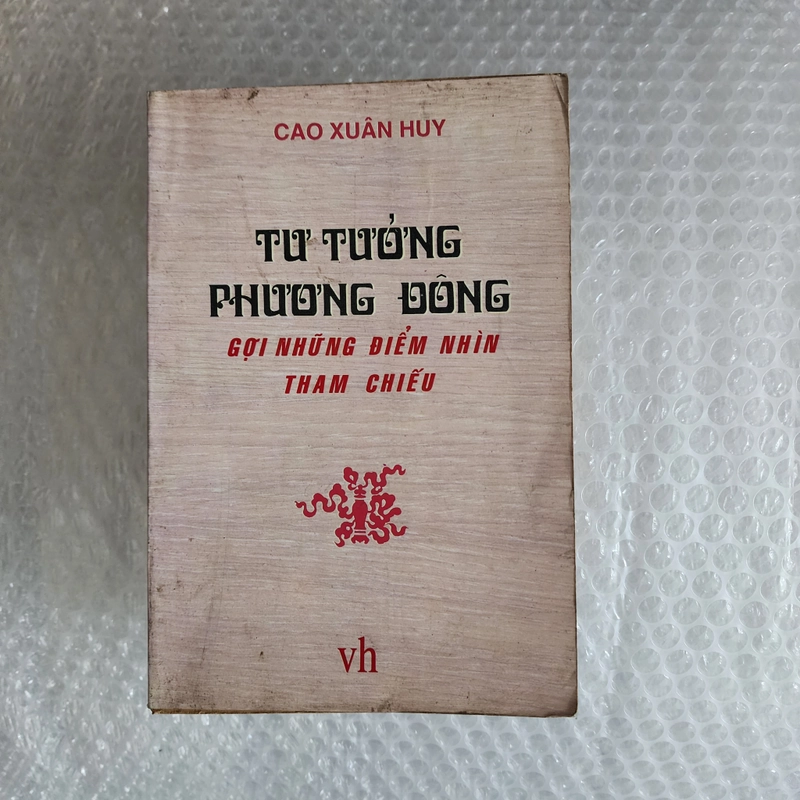 CAO XUÂN HUY
TƯ TƯỞNG
PHƯƠNG ĐÔNG
GỢI NHỮNG ĐIỂM NHÌN
THAM CHIẾU
vh